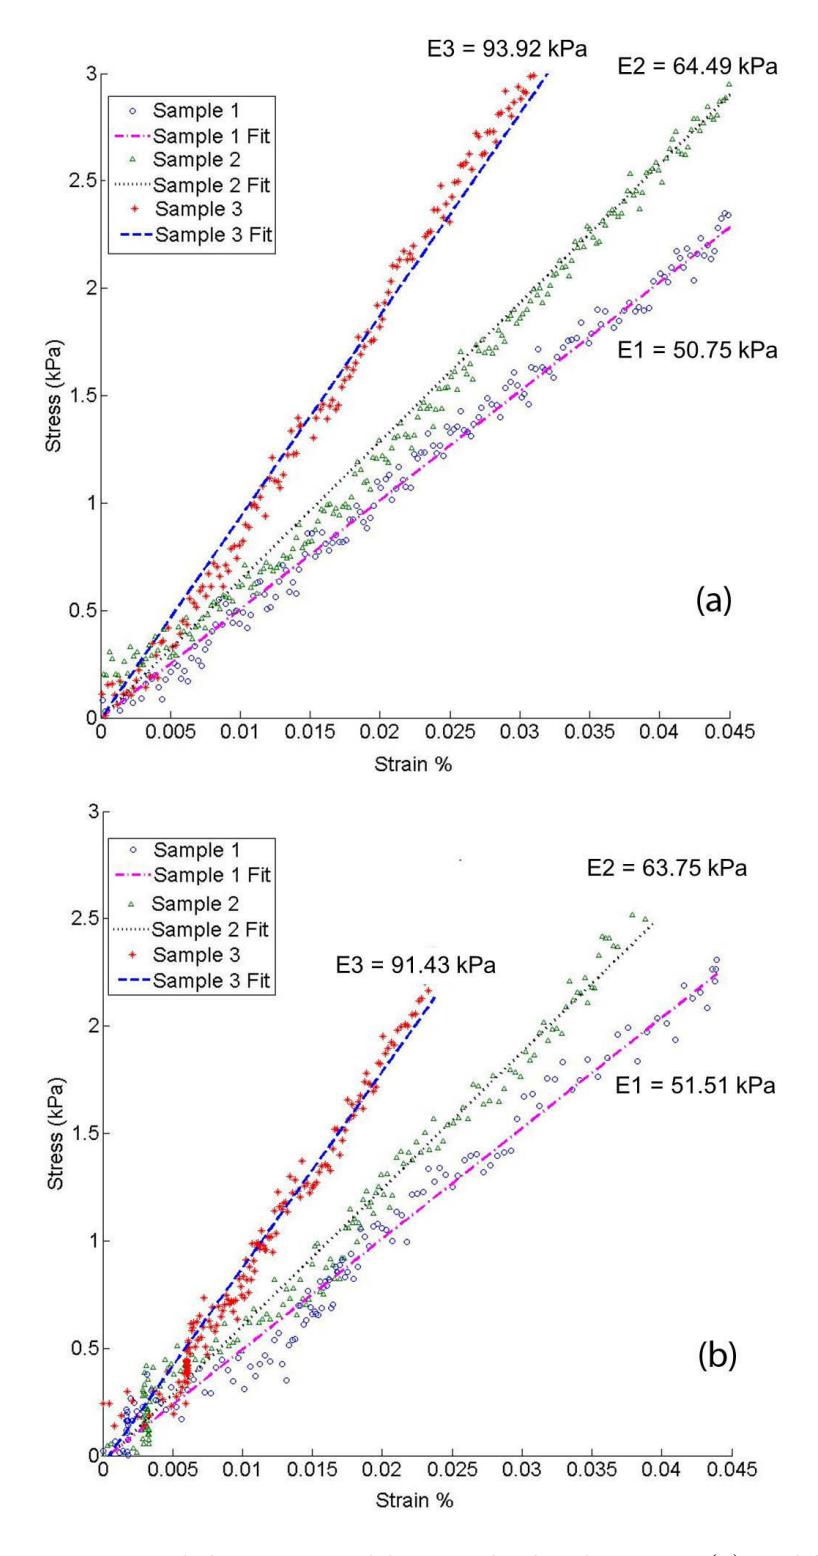 E3 = 93.92 kPa
E2 = 64.49 kPa
3
Sample 1
Sample 1 Fit
Sample 2
Sample 2 Fit
Sample 3
Sample 3 Fit
2.5
2
E1 = 50.75 kPa
Stress (kPa)
1.5
1
(a)
0.5
0
0 0.005 0.01 0.015 0.02 0.025 0.03 0.035 0.04 0.045
Strain %
3
Sample 1
Sample 1 Fit
Sample 2
Sample 2 Fit
Sample 3
Sample 3 Fit
E2 = 63.75 kPa
2.5
E3 = 91.43 kPa
2
E1 = 51.51 kPa
Stress (kPa)
1.5
1
(b)
0.5
0
0 0.005 0.01 0.015 0.02 0.025 0.03 0.035 0.04 0.045
Strain %